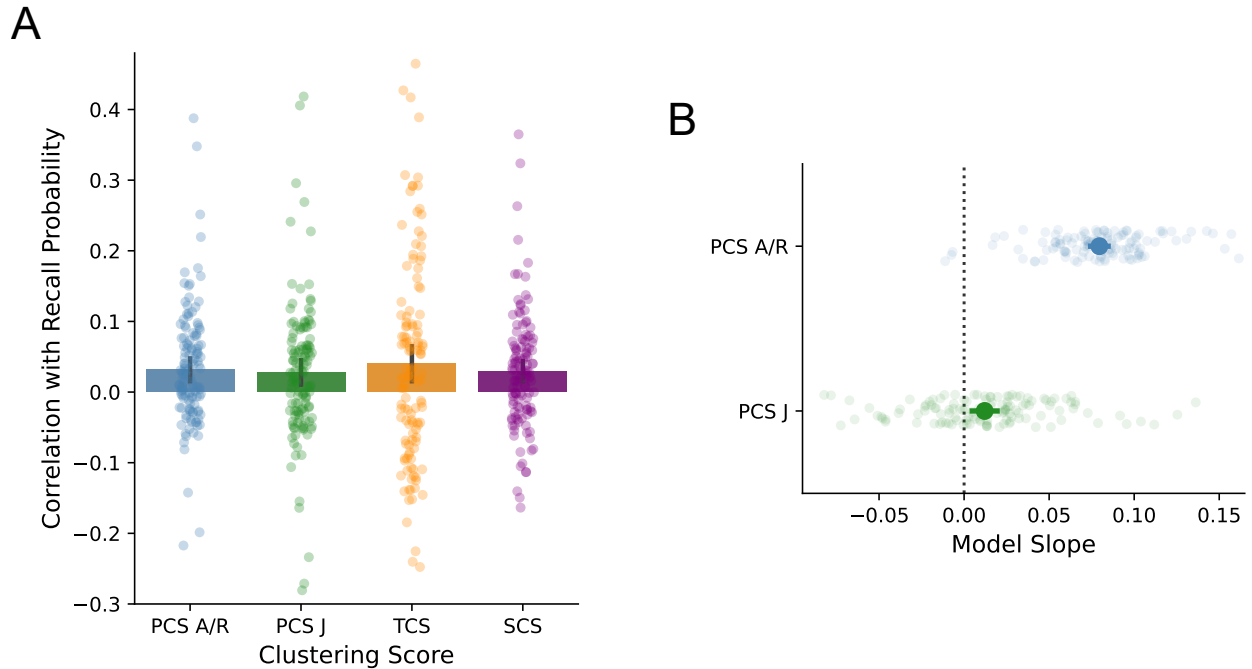 A
Correlation with Recall Probability
0.4
0.3
0.2
0.1
0.0
−0.1
−0.2
−0.3
PCS A/R PCS J TCS SCS
Clustering Score
B
PCS A/R
PCS J
−0.05 0.00 0.05 0.10 0.15
Model Slope